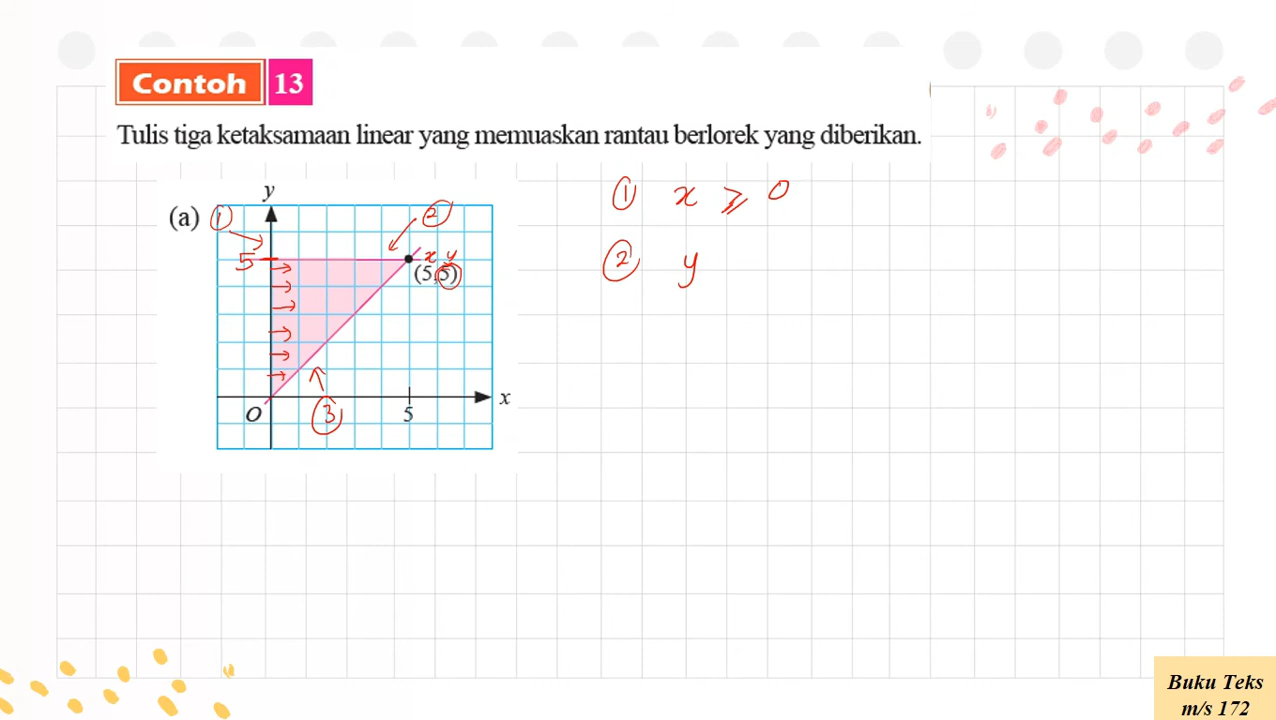 Contoh 13
Tulis tiga ketaksamaan linear yang memuaskan rantau berlorek yang diberikan.
① x ⩾ 0
② y
(a) ①
y
②
5
x y
(5,5)
O
③
5
x
Buku Teks
m/s 172